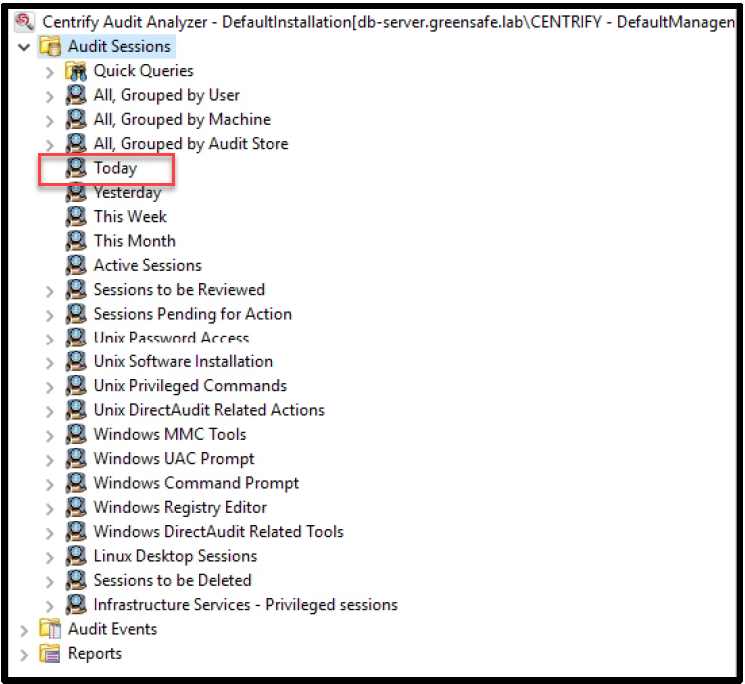 Centrify Audit Analyzer - DefaultInstallation[db-server.greensafe.lab\CENTRIFY - DefaultManagen
Audit Sessions
Quick Queries
All, Grouped by User
All, Grouped by Machine
All, Grouped by Audit Store
Today
Yesterday
This Week
This Month
Active Sessions
Sessions to be Reviewed
Sessions Pending for Action
Unix Password Access
Unix Software Installation
Unix Privileged Commands
Unix DirectAudit Related Actions
Windows MMC Tools
Windows UAC Prompt
Windows Command Prompt
Windows Registry Editor
Windows DirectAudit Related Tools
Linux Desktop Sessions
Sessions to be Deleted
Infrastructure Services - Privileged sessions
Audit Events
Reports